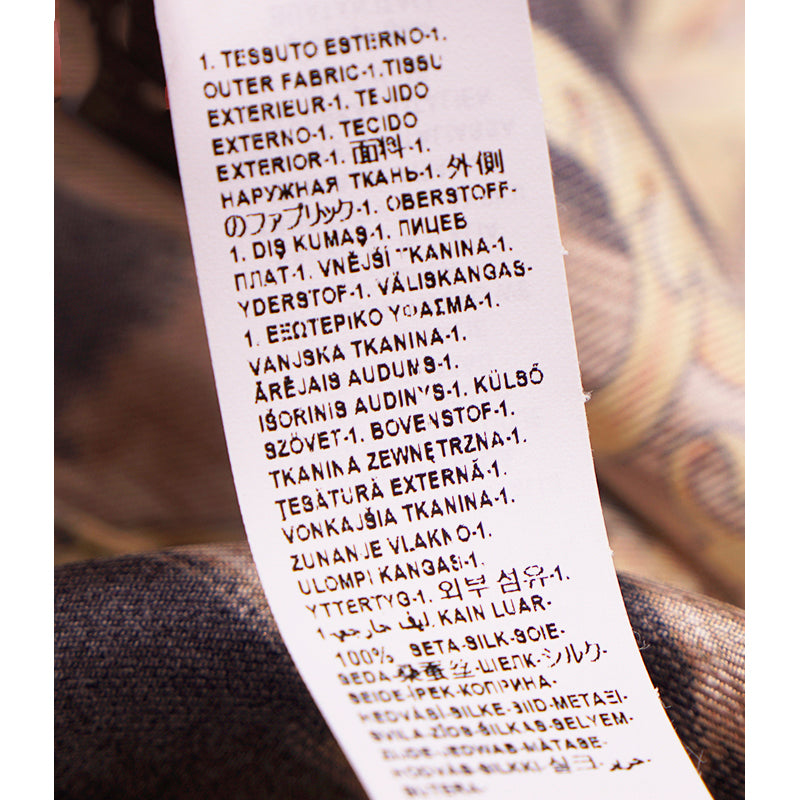 1. TESSUTO ESTERNO-1.
OUTER FABRIC-1.TISSU
EXTERIEUR-1. TEJIDO
EXTERNO-1. TECIDO
EXTERIOR-1. 面料-1.
НАРУЖНАЯ ТКАНЬ-1. 外側
のファブリック-1. OBERSTOFF-
1. DIŞ KUMAŞ-1. ЛИЦЕВ
ПЛАТ-1. VNĚJŠÍ TKANINA-1.
YDERSTOF-1. VÄLISKANGAS-
1. ΕΞΩΤΕΡΙΚΟ ΥΦΑΣΜΑ-1.
VANJSKA TKANINA-1.
ĀRĒJAIS AUDUMS-1.
IŠORINIS AUDINYS-1. KÜLSŐ
SZÖVET-1. BOVENSTOF-1.
TKANINA ZEWNĘTRZNA-1.
ŢESĂTURĂ EXTERNĂ-1.
VONKAJŠIA TKANINA-1.
ZUNANJE VLAKNO-1.
ULOMPI KANGAS-1.
YTTERTYG-1. 외부 섬유-1.
ليف خارجي-1. KAIN LUAR-
100% SETA-SILK-SOIE-
SEDA-桑蚕丝-ШЕЛК-シルク-
SEIDE-İPEK-КОПРИНА-
HEDVÁBÍ-SILKE-SIID-ΜΕΤΑΞΙ-
SVILA-ZĪDS-ŠILKAS-SELYEM-
ZIJDE-JEDWAB-MĂTASE-
HODVÁB-SILKKI-실크-حرير-
SUTERA-